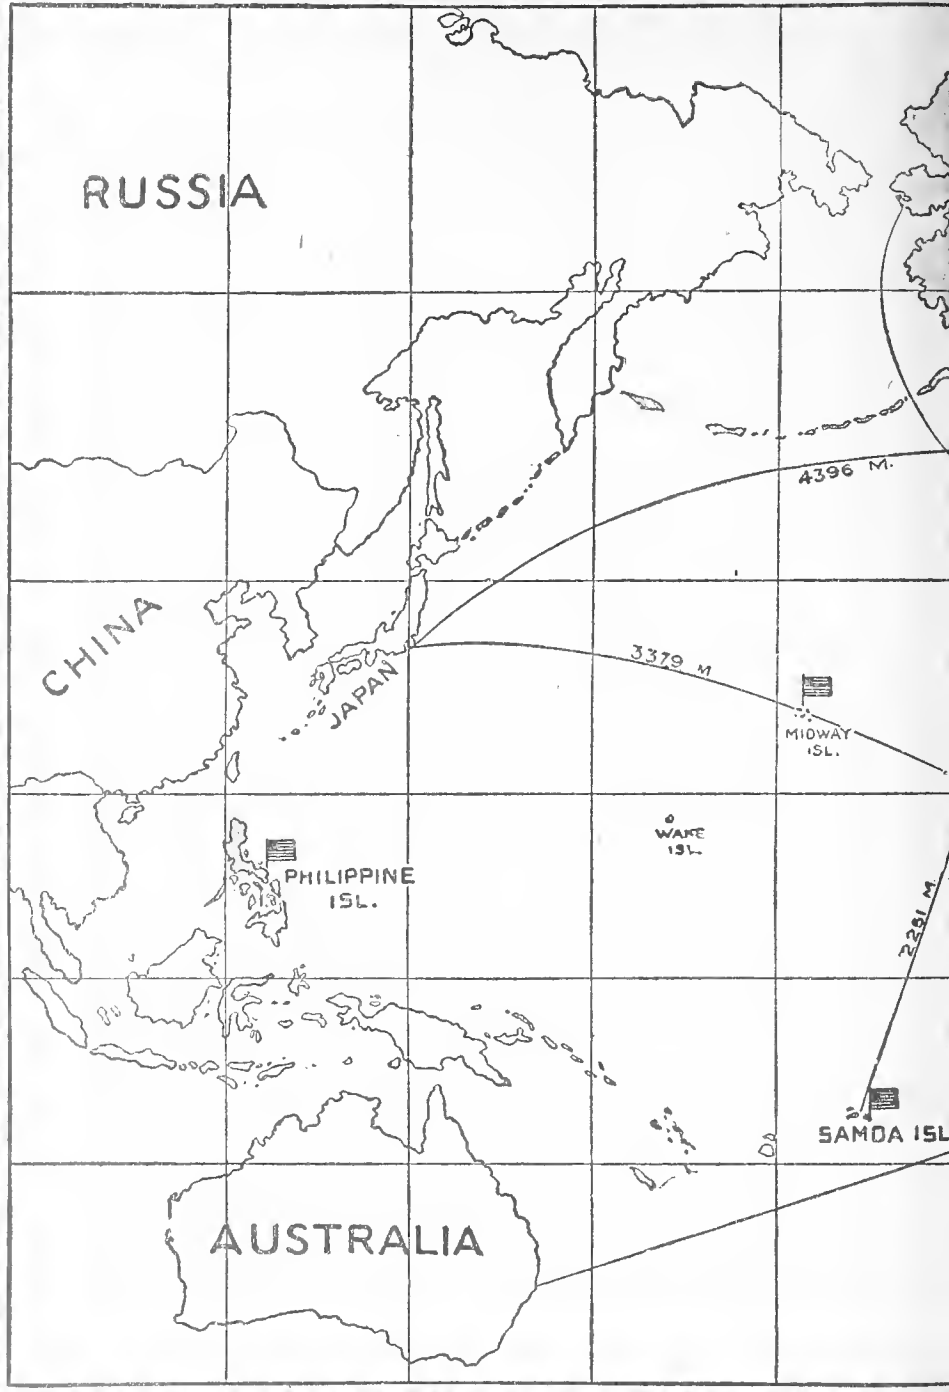 RUSSIA
4396 M.
CHINA
JAPAN
3379 M
MIDWAY
ISL.
WAKE
ISL.
PHILIPPINE
ISL.
2281 M.
SAMOA ISL
AUSTRALIA